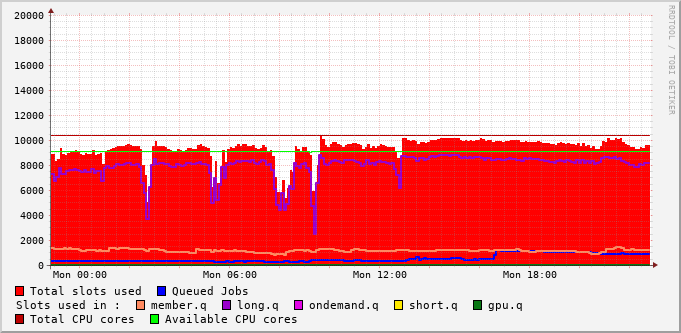 RRDTOOL / TOBI OETIKER
20000
18000
16000
14000
12000
10000
8000
6000
4000
2000
0
Mon 00:00 Mon 06:00 Mon 12:00 Mon 18:00
Total slots used Queued Jobs
Slots used in : member.q long.q ondemand.q short.q gpu.q
Total CPU cores Available CPU cores